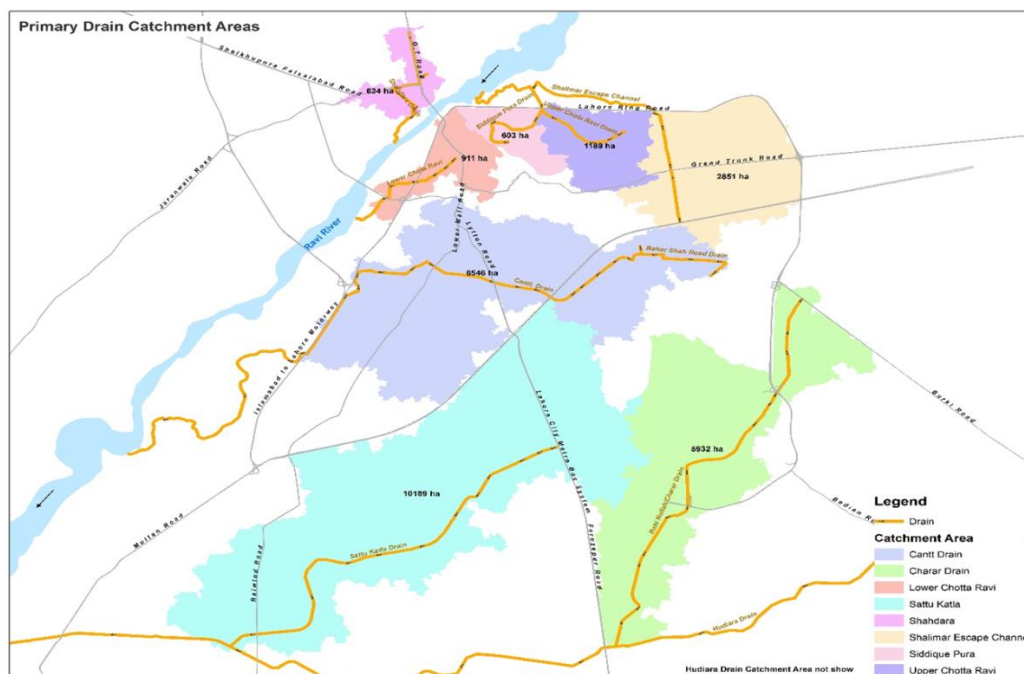 Primary Drain Catchment Areas
Sheikhupura Faisalabad Road
G.T Road
634 ha
Shalimar Escape Channel
Lahore Ring Road
Siddique Pura Drain
Upper Chotta Ravi Drain
603 ha
1189 ha
911 ha
Grand Trunk Road
2851 ha
Lower Chotta Ravi
Jaranwala Road
Ravi River
Lower Mall Road
Lytton Road
Bahar Shah Road Drain
6546 ha
Cantt. Drain
Islamabad to Lahore Motorway
Lahore City Metro Bus System
Burki Road
5932 ha
10189 ha
Multan Road
Sattu Katla Drain
Raiwind Road
Ferozepur Road
Charar Drain
Bedian
Hudiara Drain
Legend
Drain
Catchment Area
Cantt Drain
Charar Drain
Lower Chotta Ravi
Sattu Katla
Shahdara
Shalimar Escape Channe
Siddique Pura
Upper Chotta Ravi
Hudiara Drain Catchment Area not show